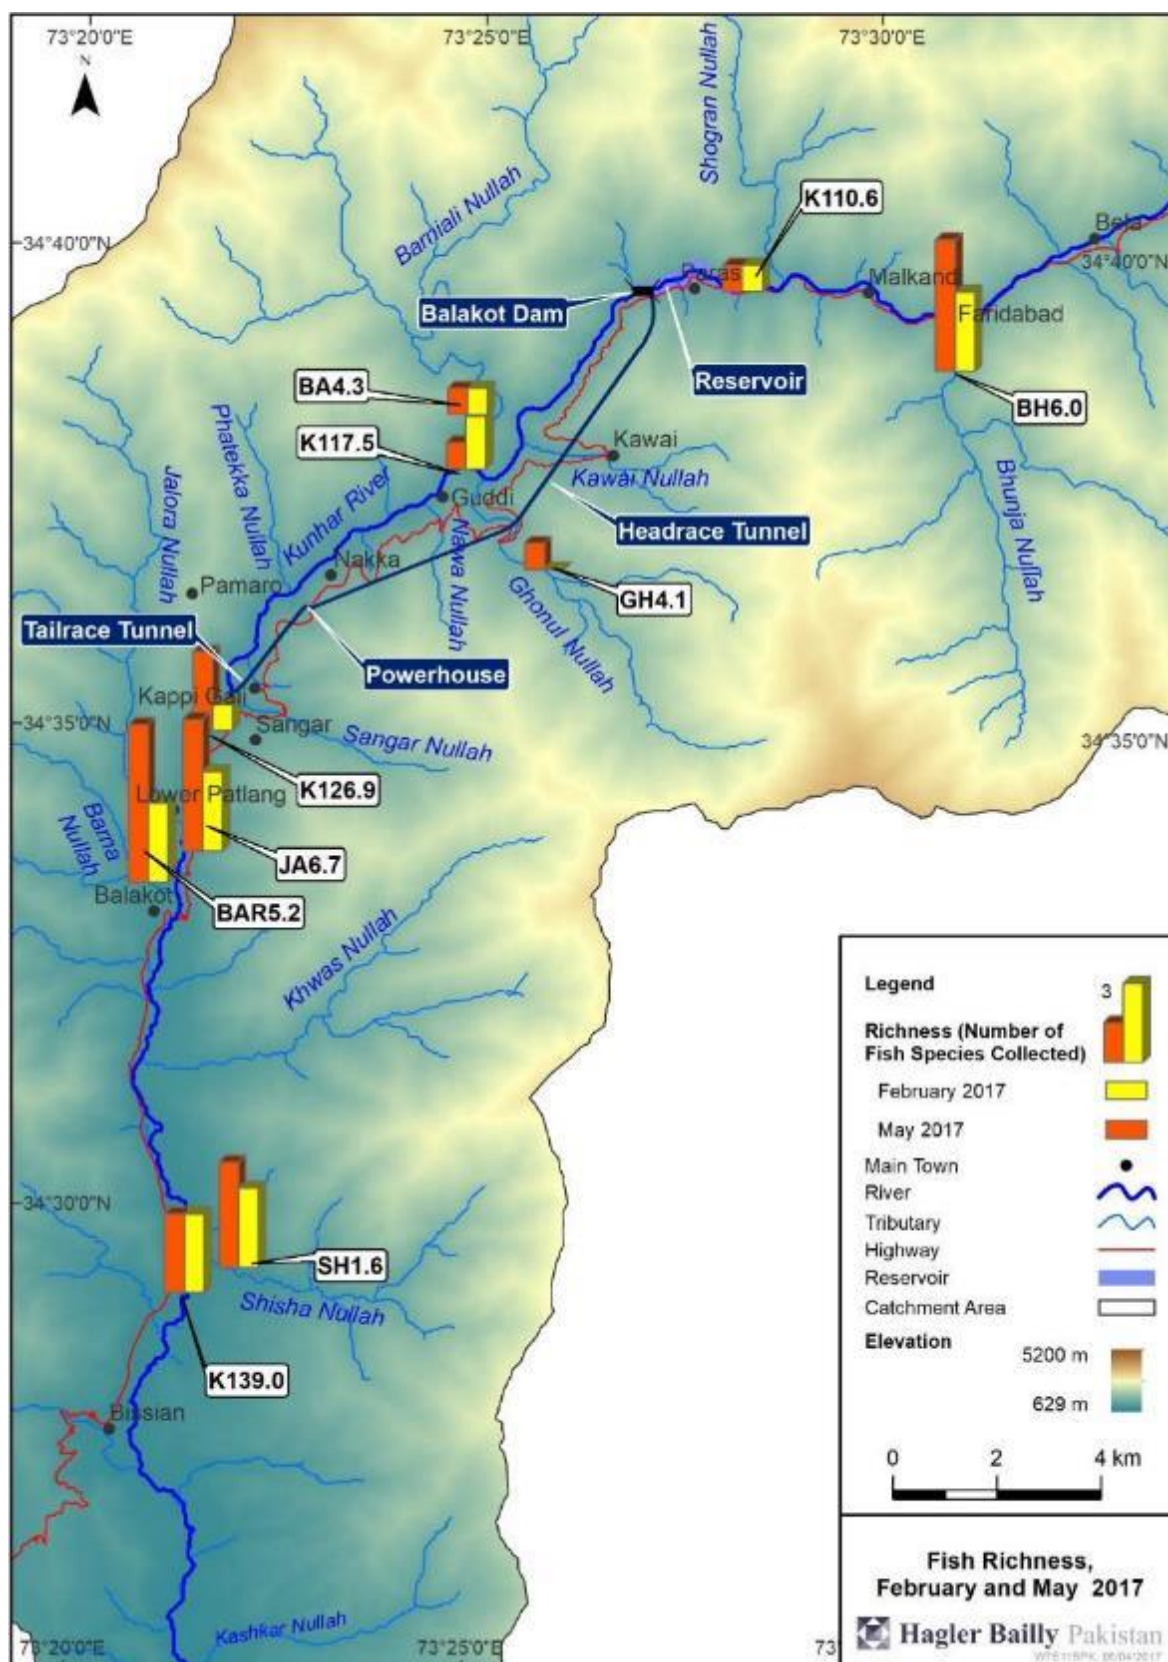 73°20'0"E
73°25'0"E
73°30'0"E
N
Shogran Nullah
Barniali Nullah
K110.6
34°40'0"N
Bela
34°40'0"N
Paras
Malkandi
Balakot Dam
Faridabad
Reservoir
BA4.3
BH6.0
K117.5
Phatekka Nullah
Kawai
Jalora Nullah
Kawai Nullah
Kunhar River
Guddi
Bhunja Nullah
Headrace Tunnel
Nawa Nullah
Nakka
Pamaro
GH4.1
Ghonul Nullah
Tailrace Tunnel
Powerhouse
Kappi Gali
34°35'0"N
Sangar
Sangar Nullah
34°35'0"N
K126.9
Lower Patlang
Barna
Nullah
JA6.7
Balakot
BAR5.2
Khwas Nullah
34°30'0"N
SH1.6
Shisha Nullah
K139.0
Bissian
Kashkar Nullah
73°20'0"E
73°25'0"E
73°
Legend
3
Richness (Number of
Fish Species Collected)
February 2017
May 2017
Main Town
River
Tributary
Highway
Reservoir
Catchment Area
Elevation
5200 m
629 m
0 2 4 km
Fish Richness,
February and May 2017
Hagler Bailly Pakistan